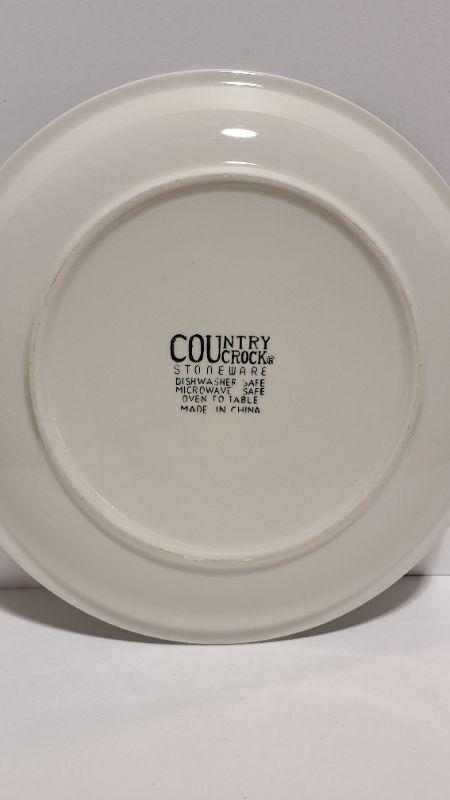 COUNTRY
CROCK®
STONEWARE
DISHWASHER SAFE
MICROWAVE SAFE
OVEN TO TABLE
MADE IN CHINA